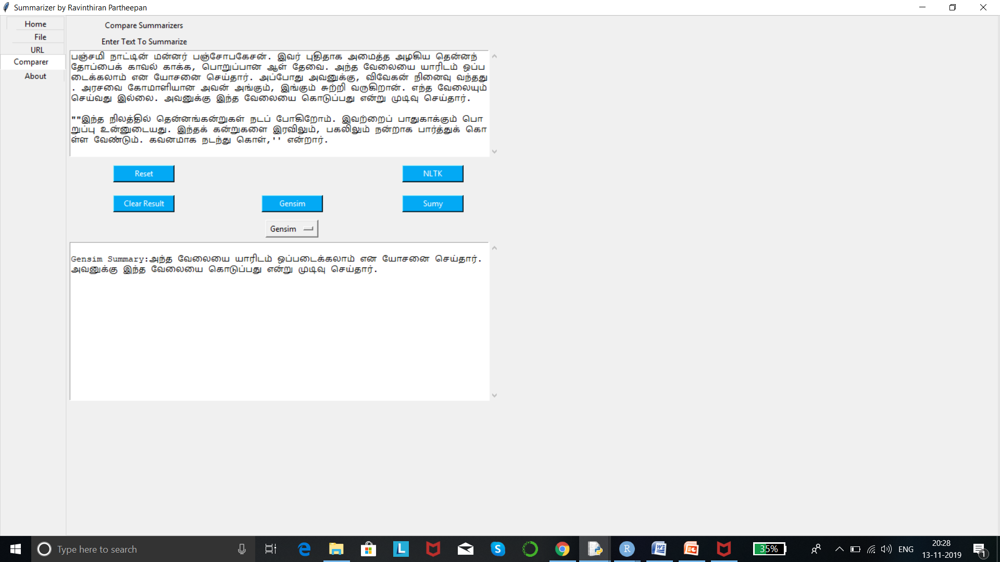 Summarizer by Ravinthiran Partheepan
Home
File
URL
Comparer
About
Compare Summarizers
Enter Text To Summarize
பஞ்சமி நாட்டின் மன்னர் பஞ்சோபகேசன். இவர் புதிதாக அமைத்த அழகிய தென்னந்
தோப்பைக் காவல் காக்க, பொறுப்பான ஆள் தேவை. அந்த வேலையை யாரிடம் ஒப்ப
டைக்கலாம் என யோசனை செய்தார். அப்போது அவனுக்கு, விவேகன் நினைவு வந்தது
. அரசவை கோமாளியான அவன் அங்கும், இங்கும் சுற்றி வருகிறான். எந்த வேலையும்
செய்வது இல்லை. அவனுக்கு இந்த வேலையை கொடுப்பது என்று முடிவு செய்தார்.
""இந்த நிலத்தில் தென்னங்கன்றுகள் நடப் போகிறோம். இவற்றைப் பாதுகாக்கும் பொ
றுப்பு உன்னுடையது. இந்தக் கன்றுகளை இரவிலும், பகலிலும் நன்றாக பார்த்துக் கொ
ள்ள வேண்டும். கவனமாக நடந்து கொள்,'' என்றார்.
Reset
NLTK
Clear Result
Gensim
Sumy
Gensim
Gensim Summary:அந்த வேலையை யாரிடம் ஒப்படைக்கலாம் என யோசனை செய்தார்.
அவனுக்கு இந்த வேலையை கொடுப்பது என்று முடிவு செய்தார்.
Type here to search
L
S
R
35%
ENG
20:28
13-11-2019
1